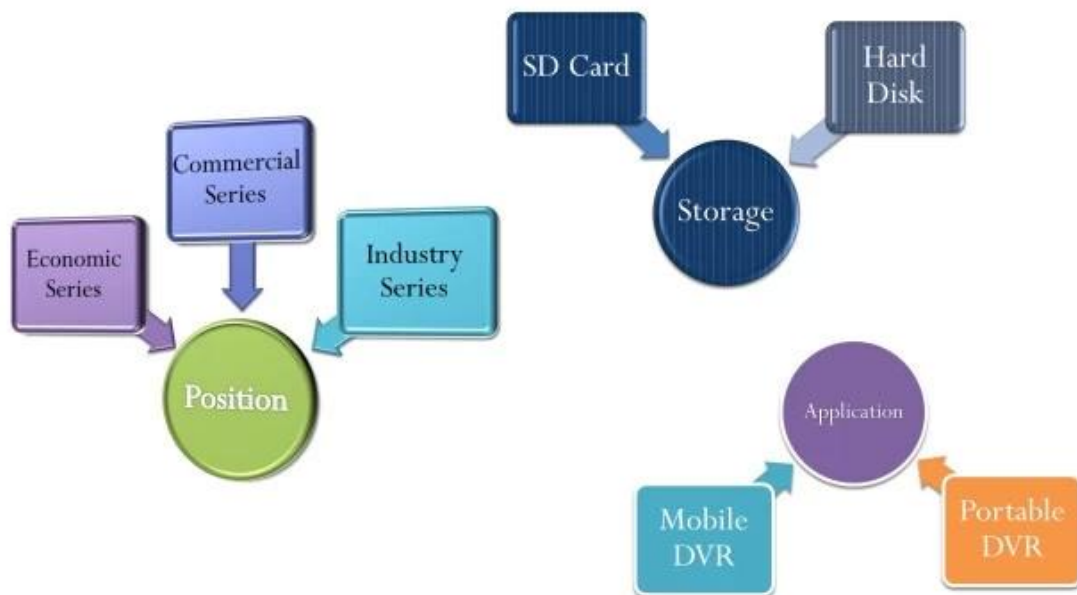 SD Card
Hard
Disk
Storage
Commercial
Series
Economic
Series
Industry
Series
Position
Application
Mobile
DVR
Portable
DVR